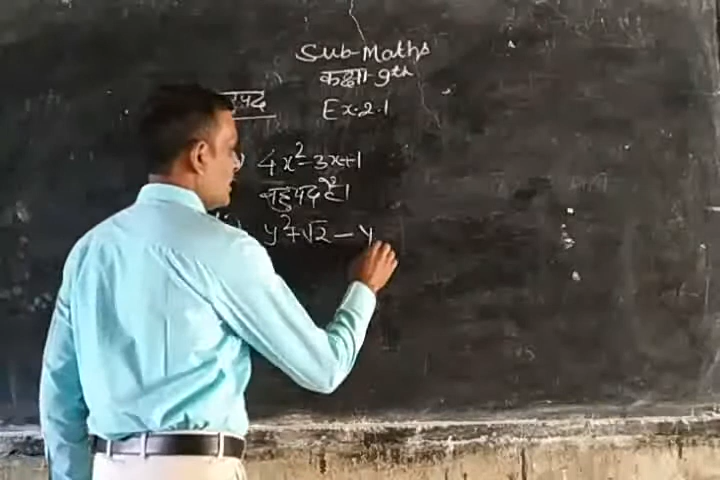 Sub-Maths
कक्षा-9th
Ex.2.1
4x²-3x+1
बहुपद है।
y²+√2 - y